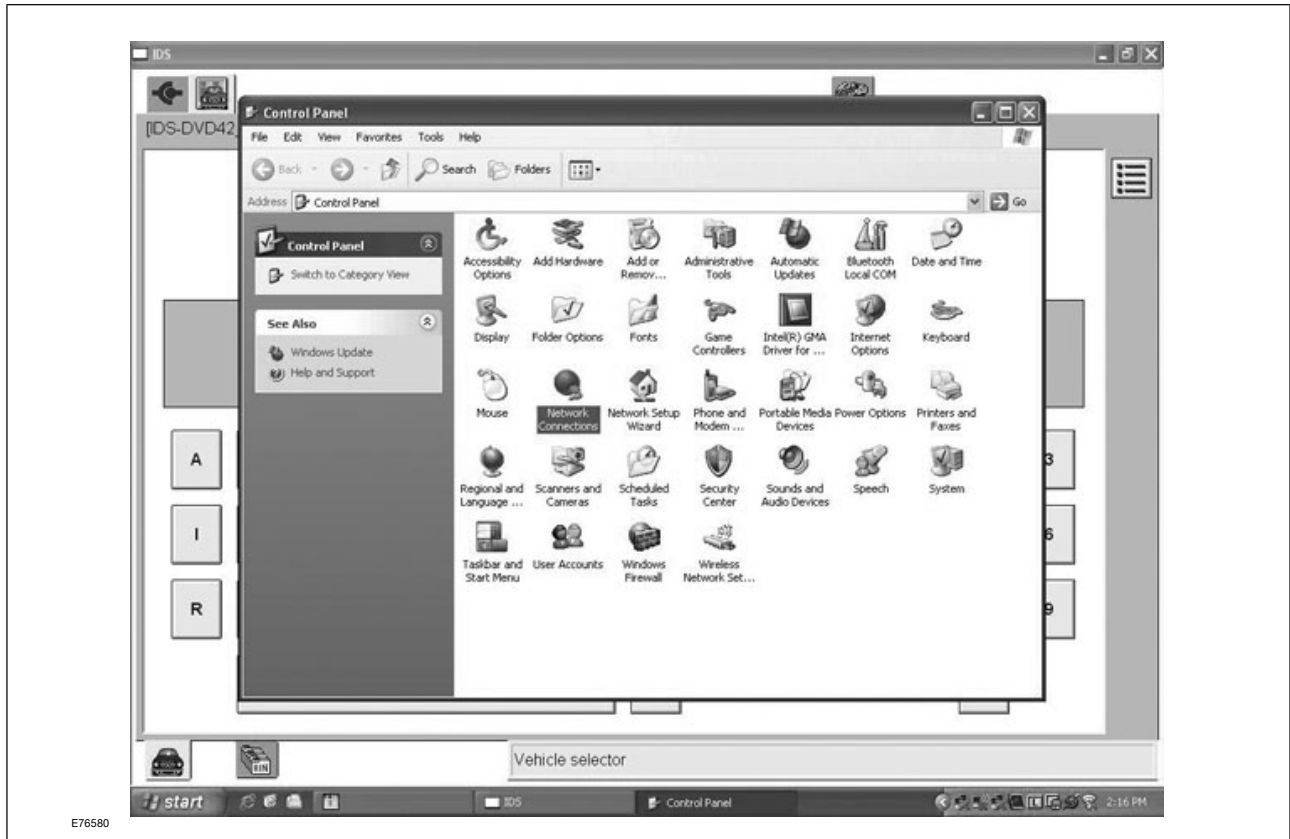 IDS
[IDS-DVD42
Control Panel
File Edit View Favorites Tools Help
Back Search Folders
Address Control Panel Go
Control Panel
Switch to Category View
See Also
Windows Update
Help and Support
Accessibility Options
Add Hardware
Add or Remov...
Administrative Tools
Automatic Updates
Bluetooth Local COM
Date and Time
Display
Folder Options
Fonts
Game Controllers
Intel(R) GMA Driver for ...
Internet Options
Keyboard
Mouse
Network Connections
Network Setup Wizard
Phone and Modem ...
Portable Media Devices
Power Options
Printers and Faxes
Regional and Language ...
Scanners and Cameras
Scheduled Tasks
Security Center
Sounds and Audio Devices
Speech
System
Taskbar and Start Menu
User Accounts
Windows Firewall
Wireless Network Set...
A 3
I 6
R 9
VIN
Vehicle selector
start IDS Control Panel 2:16 PM
E76580